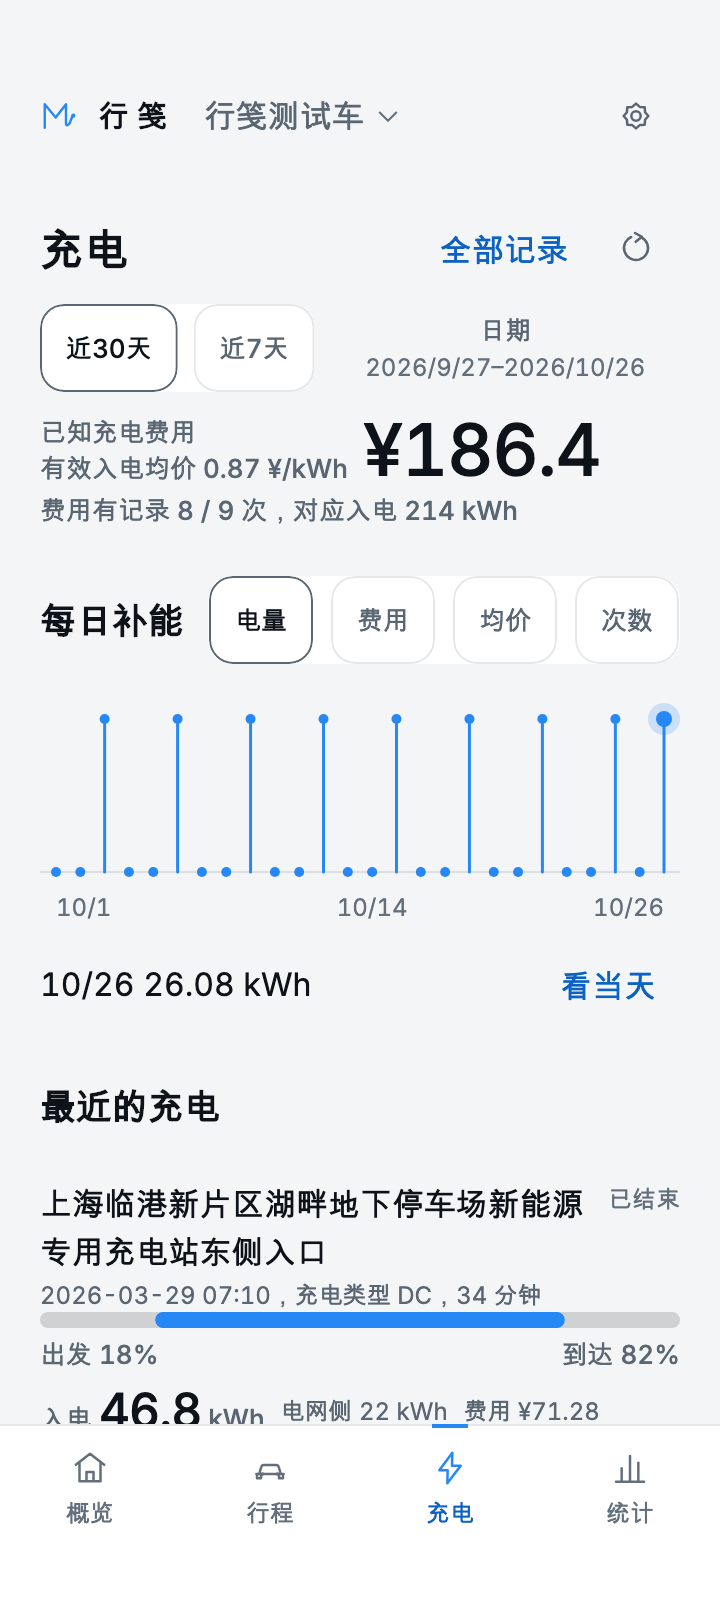 行笺 行笺测试车
充电 全部记录
近30天 近7天 日期
2026/9/27–2026/10/26
已知充电费用
有效入电均价 0.87 ¥/kWh ¥186.4
费用有记录 8 / 9 次，对应入电 214 kWh
每日补能 电量 费用 均价 次数
10/1 10/14 10/26
10/26 26.08 kWh 看当天
最近的充电
上海临港新片区湖畔地下停车场新能源 已结束
专用充电站东侧入口
2026-03-29 07:10，充电类型 DC，34 分钟
出发 18% 到达 82%
入电 46.8 kWh 电网侧 22 kWh 费用 ¥71.28
概览 行程 充电 统计